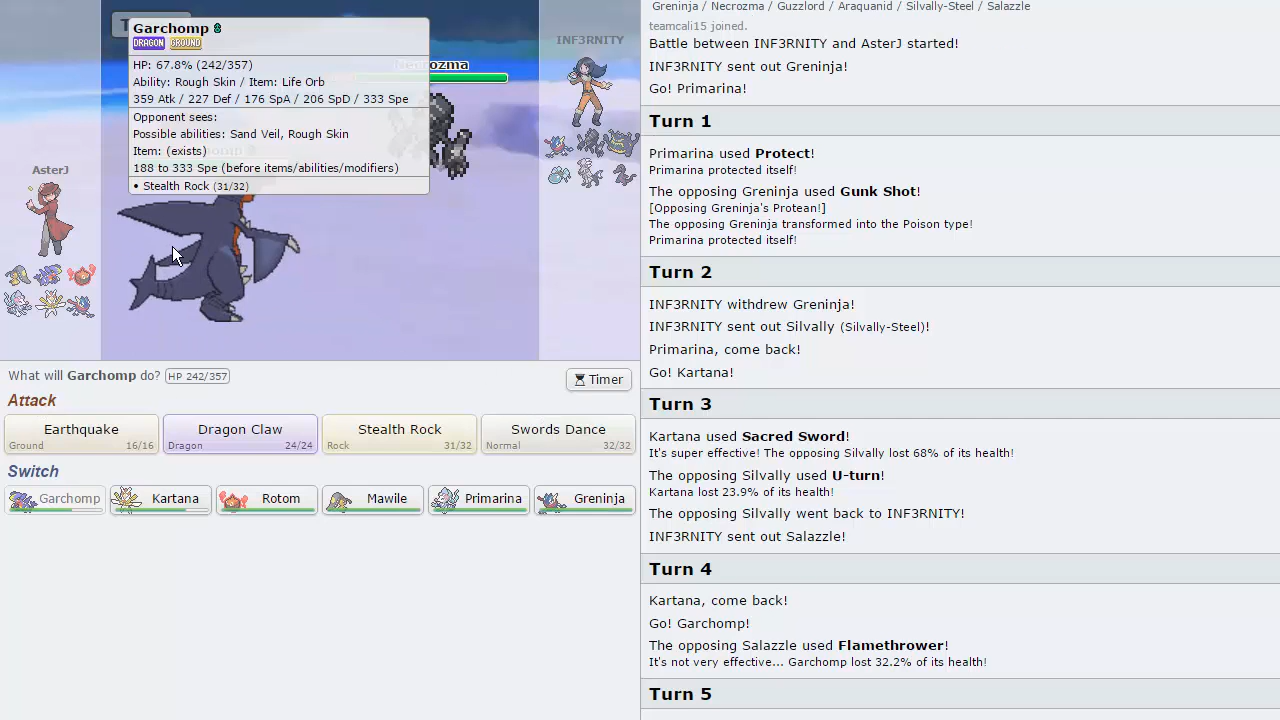 Garchomp
DRAGON GROUND
HP: 67.8% (242/357)
Ability: Rough Skin / Item: Life Orb
359 Atk / 227 Def / 176 SpA / 206 SpD / 333 Spe
Opponent sees:
Possible abilities: Sand Veil, Rough Skin
Item: (exists)
188 to 333 Spe (before items/abilities/modifiers)
• Stealth Rock (31/32)
INF3RNITY
AsterJ
What will Garchomp do? HP 242/357
Timer
Attack
Earthquake
Ground 16/16
Dragon Claw
Dragon 24/24
Stealth Rock
Rock 31/32
Swords Dance
Normal 32/32
Switch
Garchomp
Kartana
Rotom
Mawile
Primarina
Greninja
Greninja / Necrozma / Guzzlord / Araquanid / Silvally-Steel / Salazzle
teamcali15 joined.
Battle between INF3RNITY and AsterJ started!
INF3RNITY sent out Greninja!
Go! Primarina!
Turn 1
Primarina used Protect!
Primarina protected itself!
The opposing Greninja used Gunk Shot!
[Opposing Greninja's Protean!]
The opposing Greninja transformed into the Poison type!
Primarina protected itself!
Turn 2
INF3RNITY withdrew Greninja!
INF3RNITY sent out Silvally (Silvally-Steel)!
Primarina, come back!
Go! Kartana!
Turn 3
Kartana used Sacred Sword!
It's super effective! The opposing Silvally lost 68% of its health!
The opposing Silvally used U-turn!
Kartana lost 23.9% of its health!
The opposing Silvally went back to INF3RNITY!
INF3RNITY sent out Salazzle!
Turn 4
Kartana, come back!
Go! Garchomp!
The opposing Salazzle used Flamethrower!
It's not very effective... Garchomp lost 32.2% of its health!
Turn 5